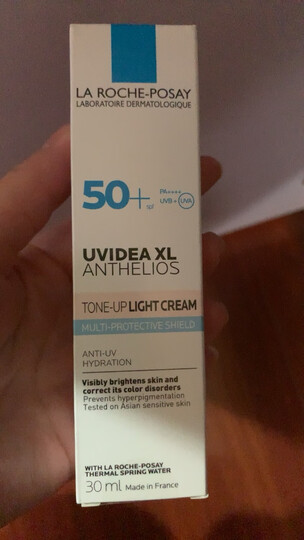 LA ROCHE-POSAY
LABORATOIRE DERMATOLOGIQUE
50+
SPF
PA++++
UVB + UVA
UVIDEA XL
ANTHELIOS
TONE-UP LIGHT CREAM
MULTI-PROTECTIVE SHIELD
ANTI-UV
HYDRATION
Visibly brightens skin and
correct its color disorders
Prevents hyperpigmentation
Tested on Asian sensitive skin
WITH LA ROCHE-POSAY
THERMAL SPRING WATER
30 ml Made in France